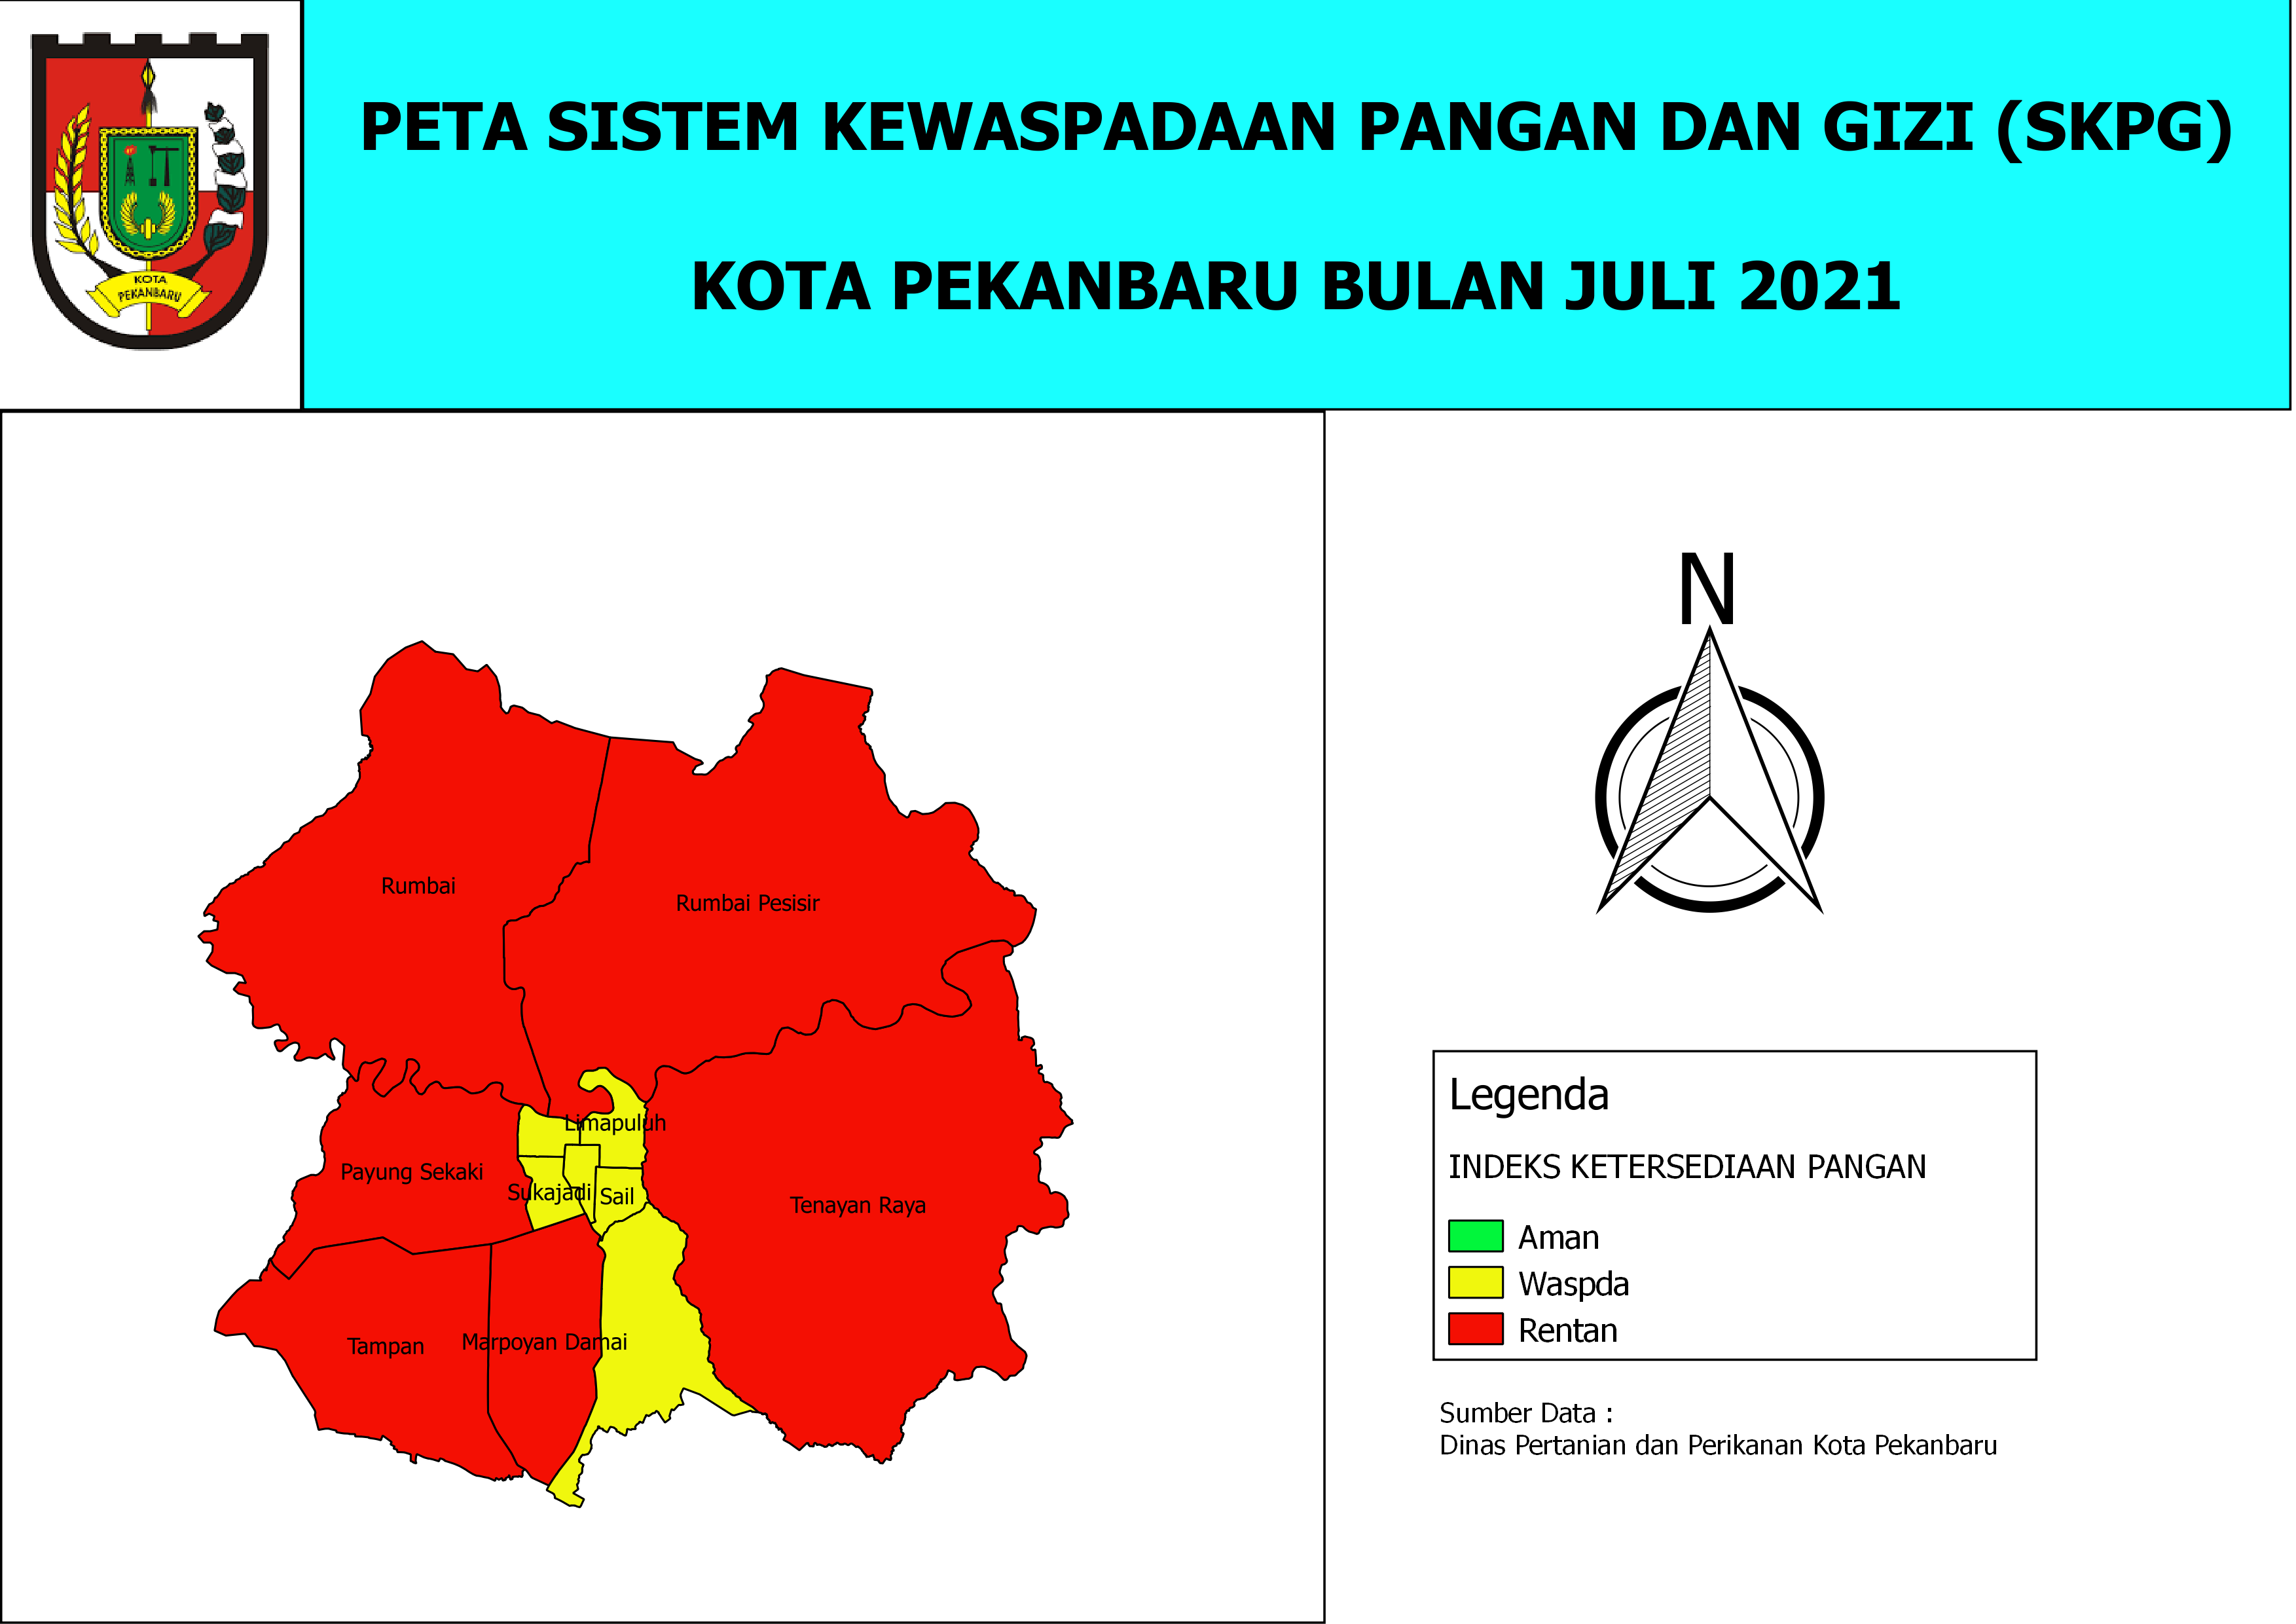 KOTA
PEKANBARU
PETA SISTEM KEWASPADAAN PANGAN DAN GIZI (SKPG)
KOTA PEKANBARU BULAN JULI 2021
Rumbai
Rumbai Pesisir
Limapuluh
Payung Sekaki
Sukajadi
Sail
Tenayan Raya
Tampan
Marpoyan Damai
N
Legenda
INDEKS KETERSEDIAAN PANGAN
Aman
Waspda
Rentan
Sumber Data :
Dinas Pertanian dan Perikanan Kota Pekanbaru